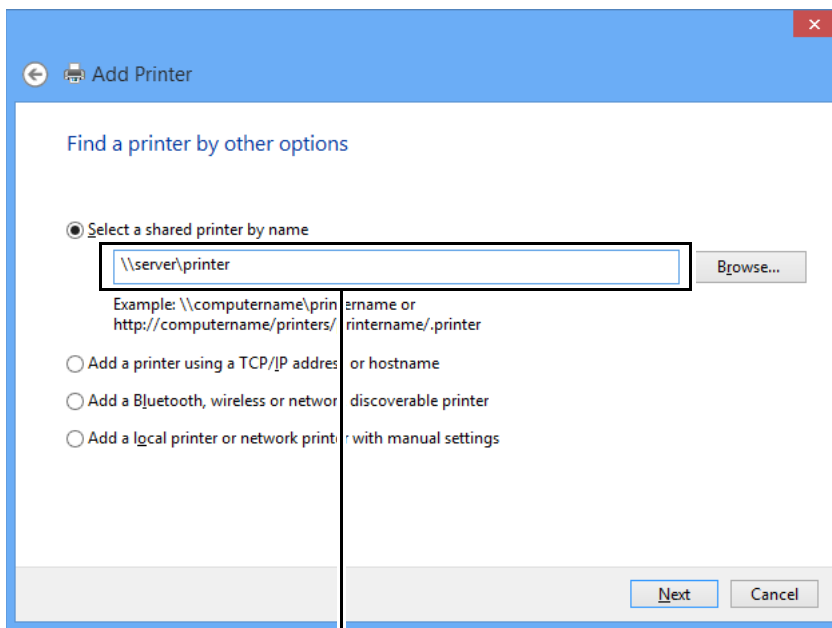 Add Printer
Find a printer by other options
Select a shared printer by name
\\server\printer
Browse...
Example: \\computername\printername or
http://computername/printers/printername/.printer
Add a printer using a TCP/IP address or hostname
Add a Bluetooth, wireless or network discoverable printer
Add a local printer or network printer with manual settings
Next Cancel